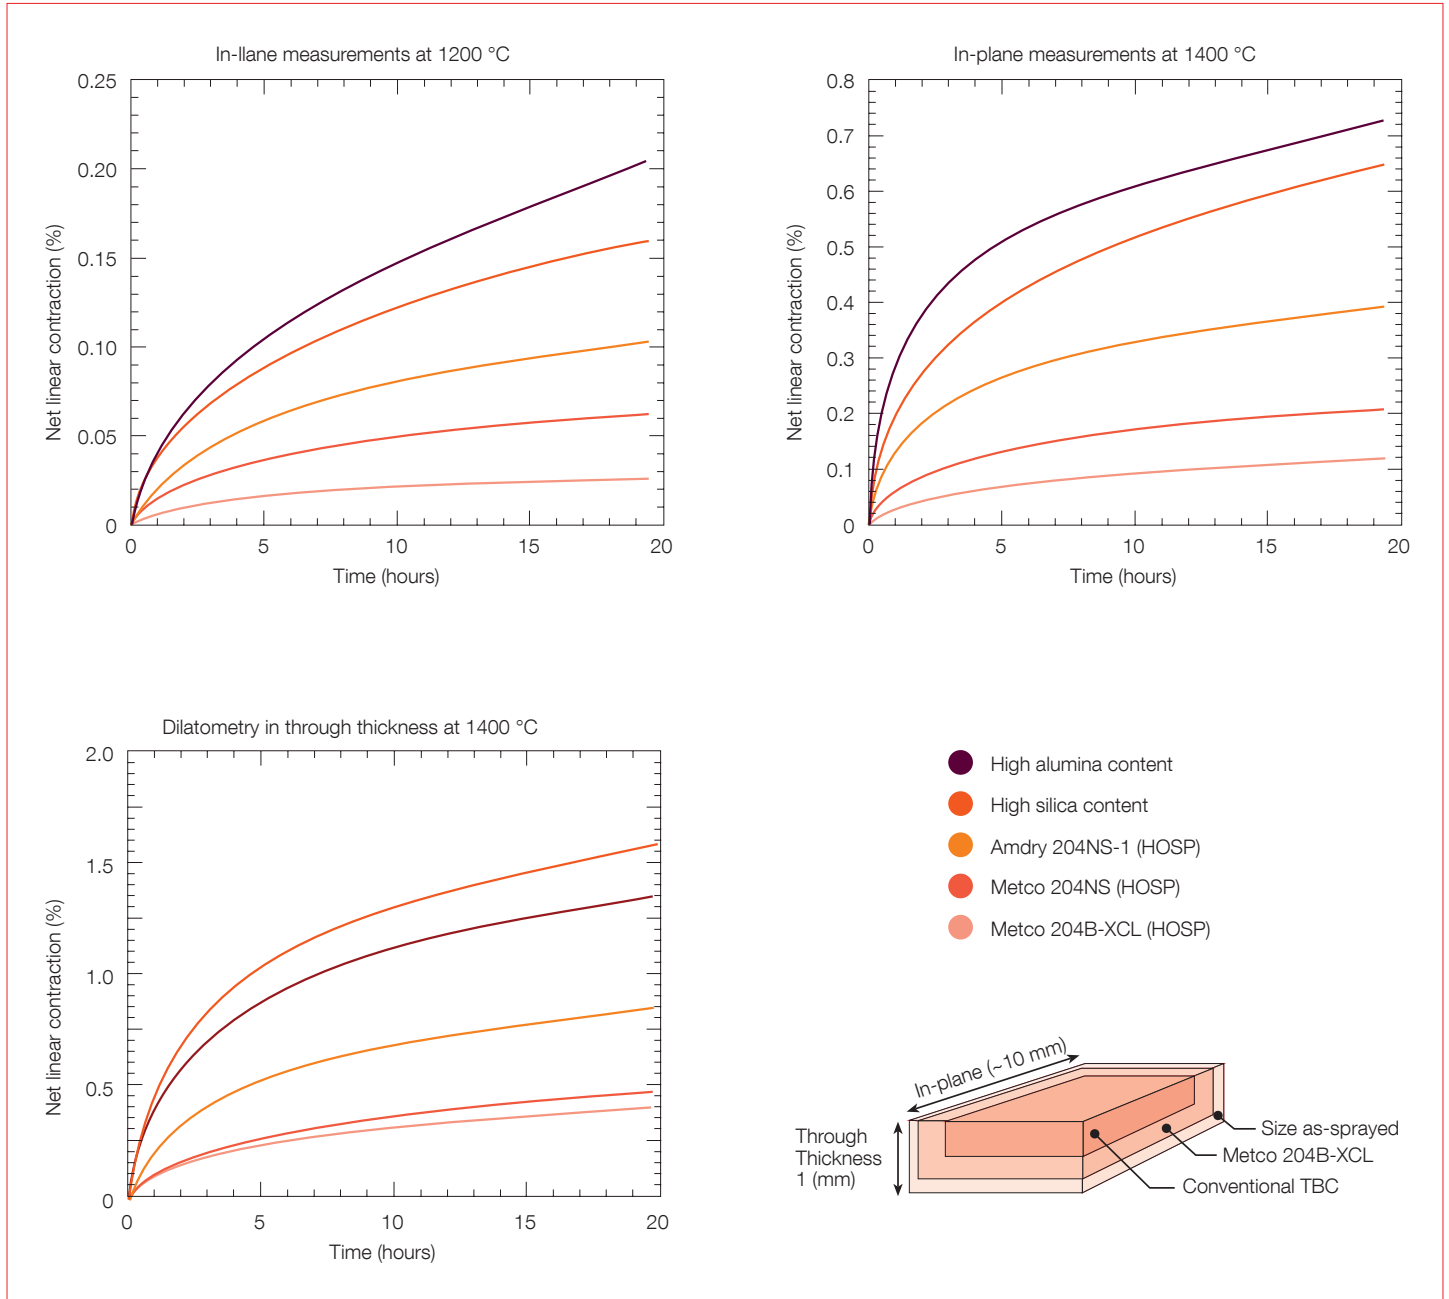 In-llane measurements at 1200 °C
0.25
0.20
0.15
0.10
0.05
0
Net linear contraction (%)
0 5 10 15 20
Time (hours)
In-plane measurements at 1400 °C
0.8
0.7
0.6
0.5
0.4
0.3
0.2
0.1
0
Net linear contraction (%)
0 5 10 15 20
Time (hours)
Dilatometry in through thickness at 1400 °C
2.0
1.5
1.0
0.5
0
Net linear contraction (%)
0 5 10 15 20
Time (hours)
High alumina content
High silica content
Amdry 204NS-1 (HOSP)
Metco 204NS (HOSP)
Metco 204B-XCL (HOSP)
In-plane (~10 mm)
Through
Thickness
1 (mm)
Size as-sprayed
Metco 204B-XCL
Conventional TBC